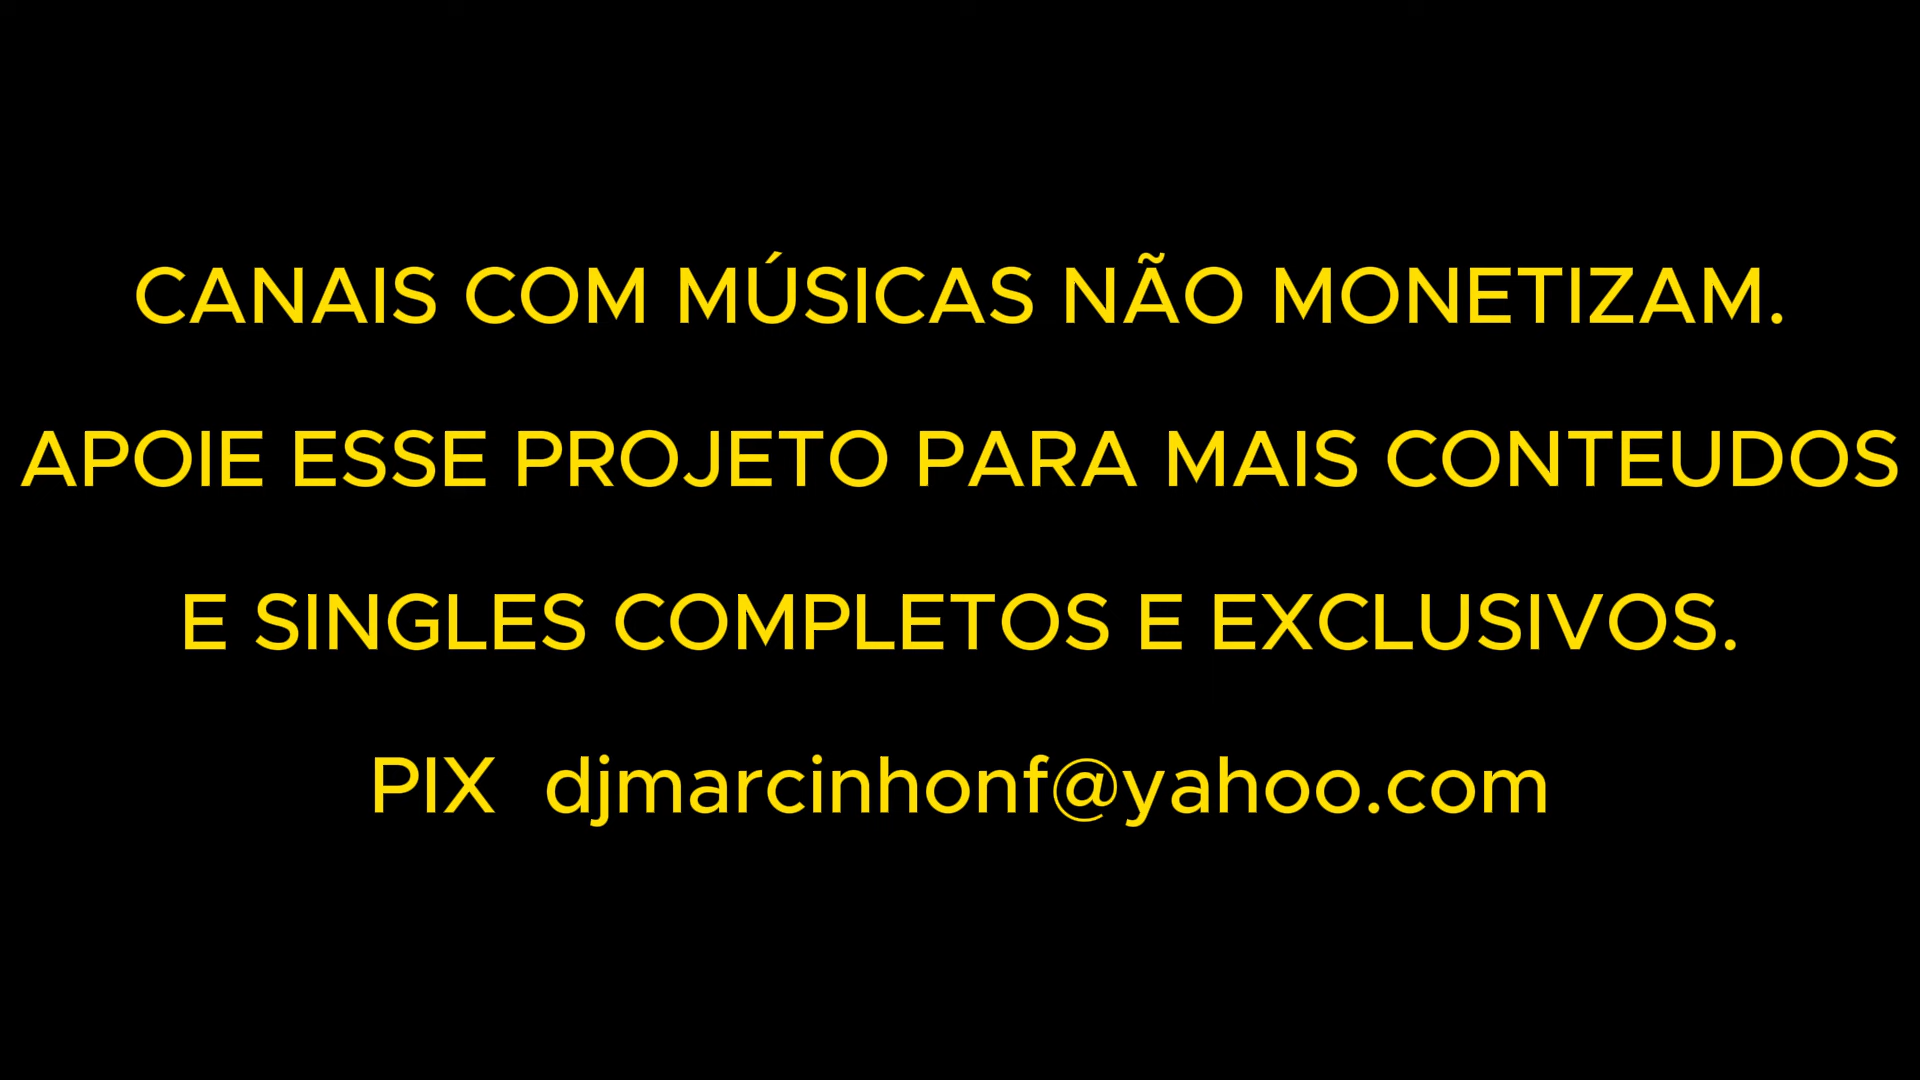 CANAIS COM MÚSICAS NÃO MONETIZAM.
APOIE ESSE PROJETO PARA MAIS CONTEUDOS
E SINGLES COMPLETOS E EXCLUSIVOS.
PIX djmarcinhonf@yahoo.com